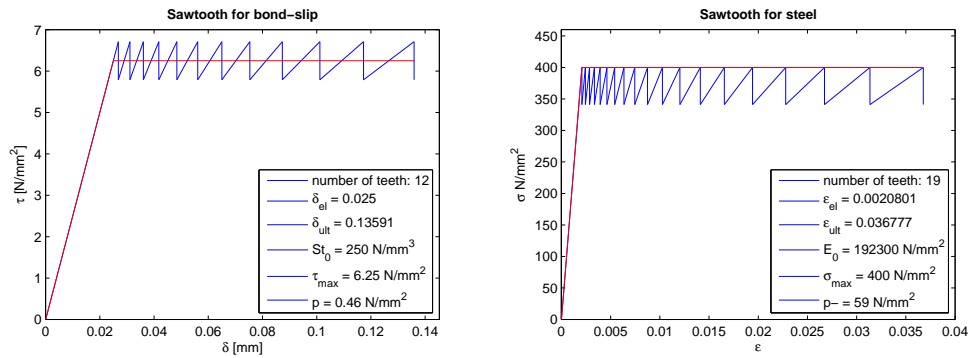 Sawtooth for bond−slip
7
6
5
4
3
2
1
0
τ [N/mm²]
0
0.02
0.04
0.06
0.08
0.1
0.12
0.14
δ [mm]
number of teeth: 12
δel = 0.025
δult = 0.13591
St0 = 250 N/mm³
τmax = 6.25 N/mm²
p = 0.46 N/mm²
Sawtooth for steel
450
400
350
300
250
200
150
100
50
0
σ N/mm²
0
0.005
0.01
0.015
0.02
0.025
0.03
0.035
0.04
ε
number of teeth: 19
εel = 0.0020801
εult = 0.036777
E0 = 192300 N/mm²
σmax = 400 N/mm²
p− = 59 N/mm²